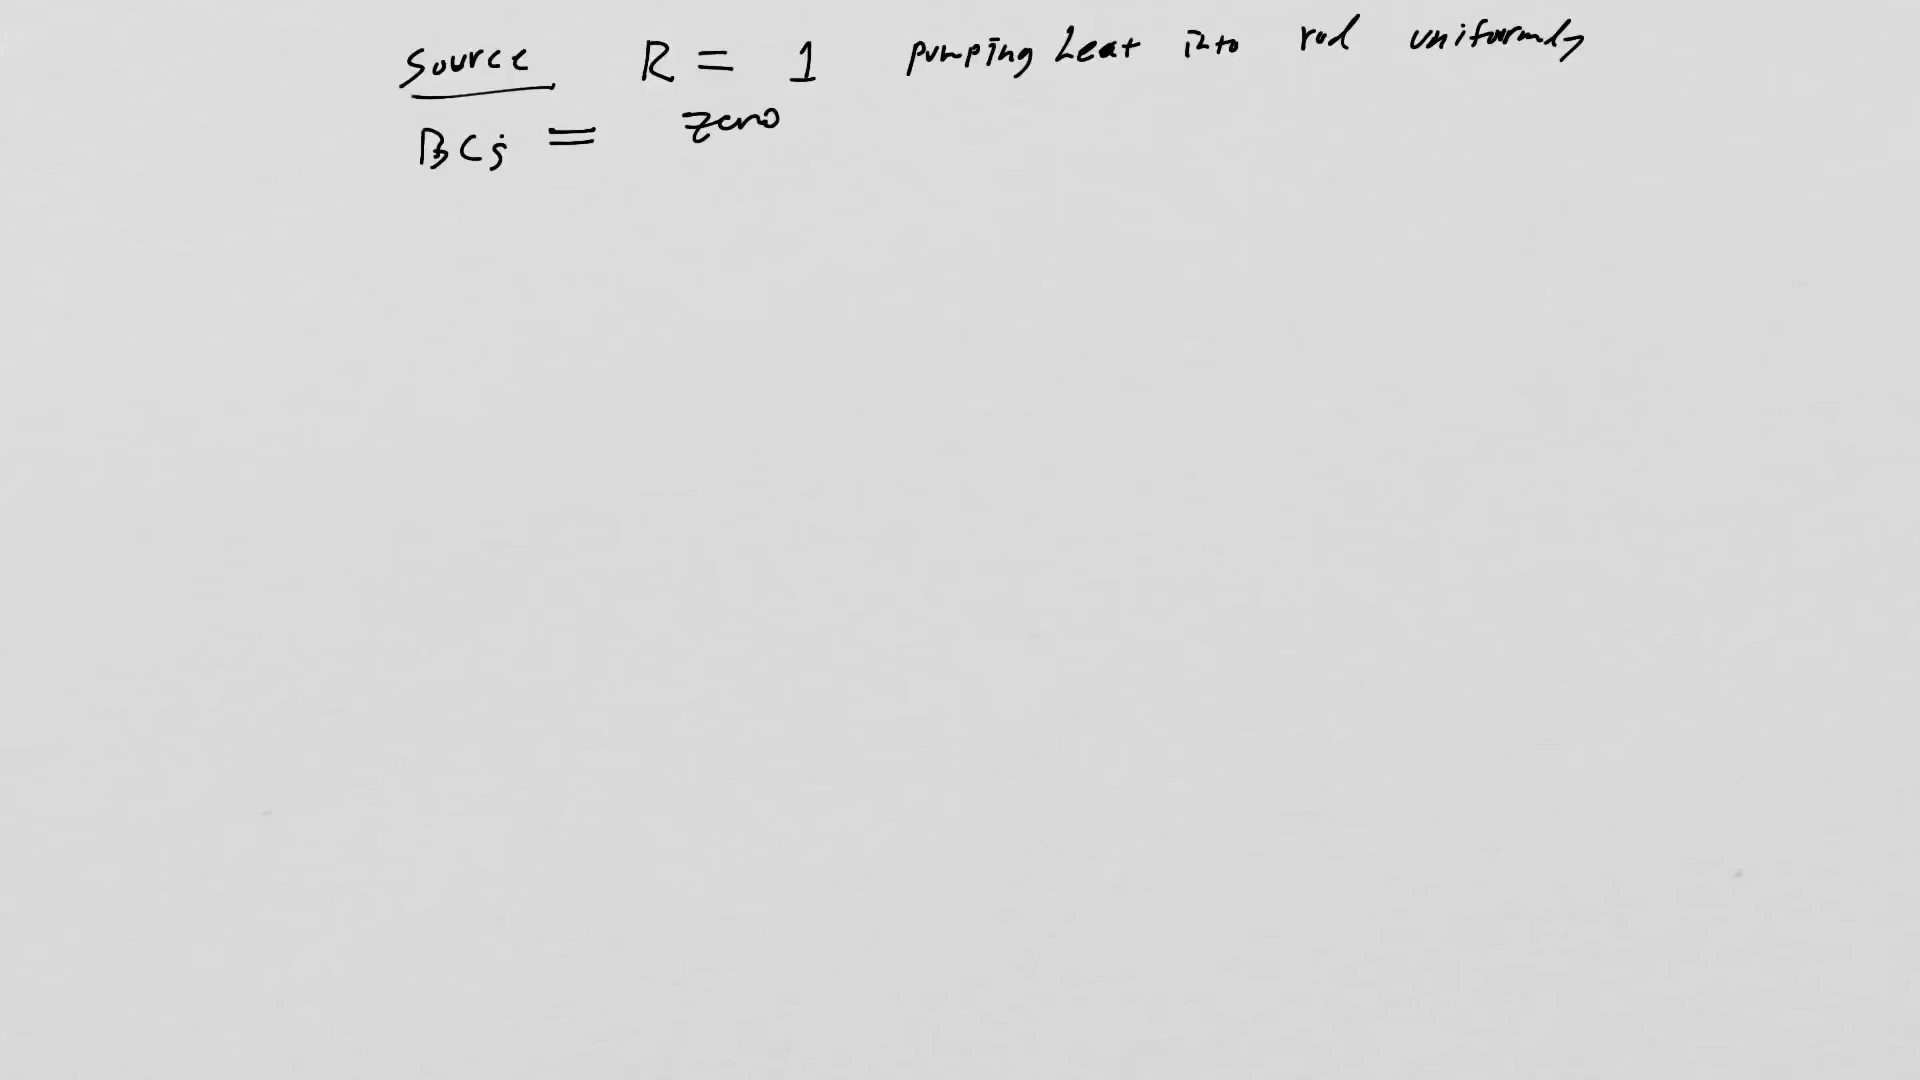 Source R = 1 pumping heat into rod uniformly
BCs = zero